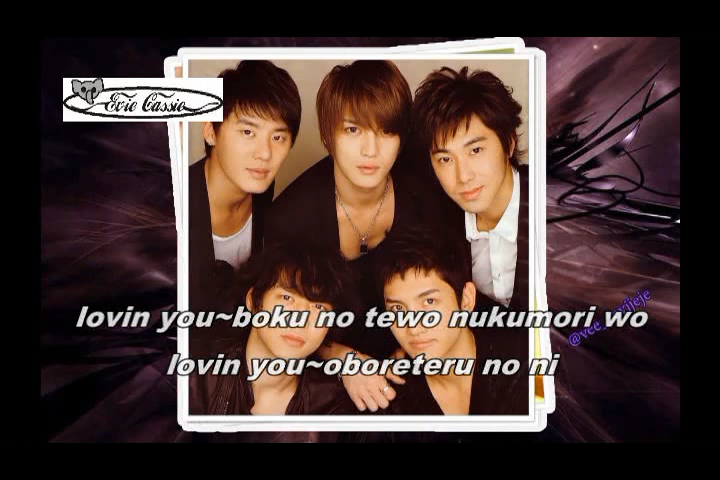 Evie Cassie
lovin you~boku no tewo nukumori wo
lovin you~oboreteru no ni